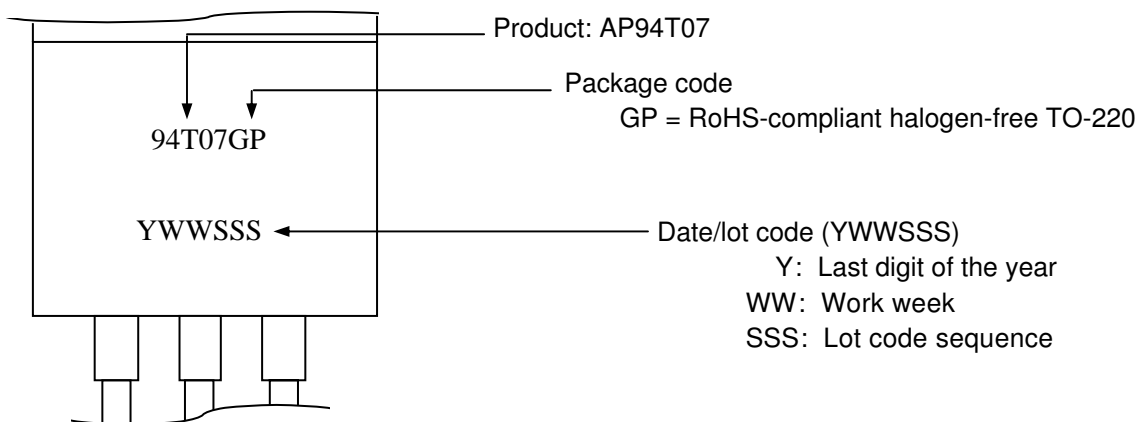 Product: AP94T07
Package code
GP = RoHS-compliant halogen-free TO-220
94T07GP
YWWSSS
Date/lot code (YWWSSS)
Y: Last digit of the year
WW: Work week
SSS: Lot code sequence